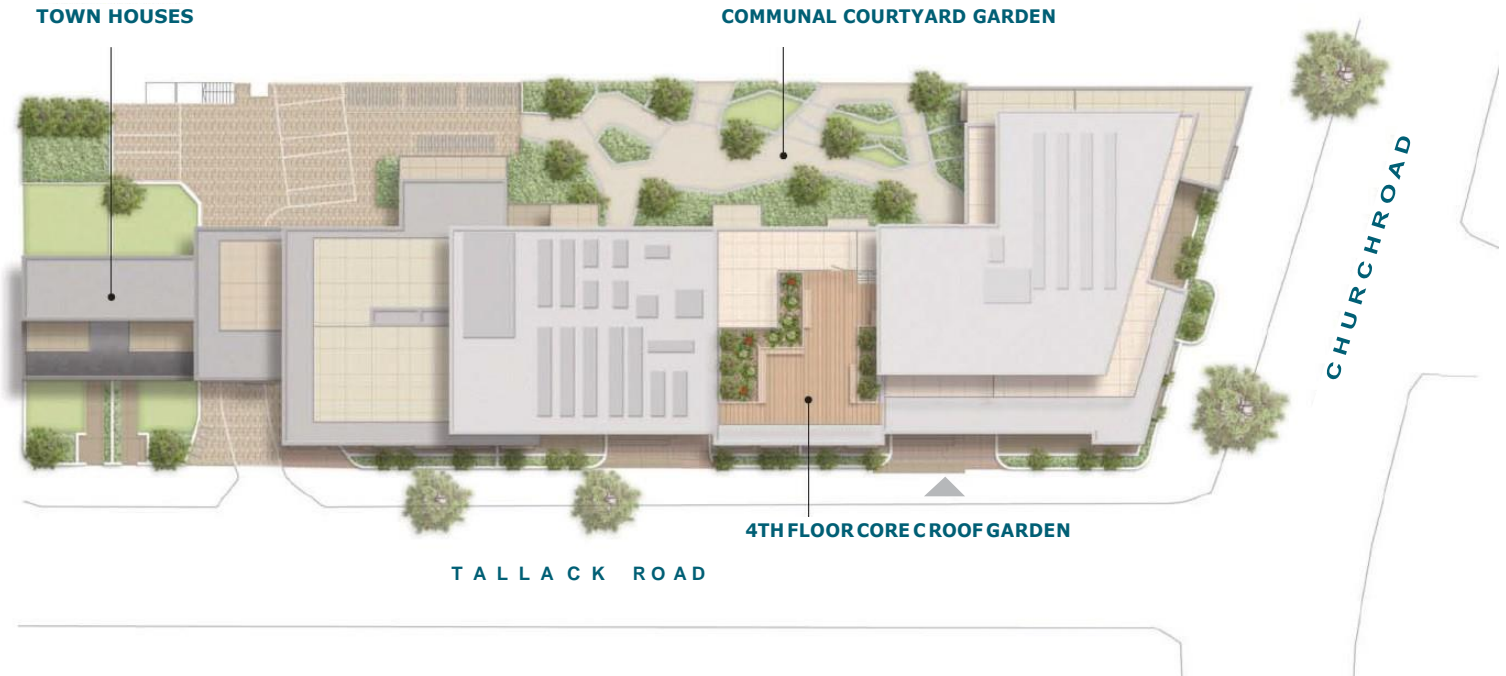 TOWN HOUSES
COMMUNAL COURTYARD GARDEN
CHURCHROAD
4TH FLOOR CORE C ROOF GARDEN
TALLACK ROAD